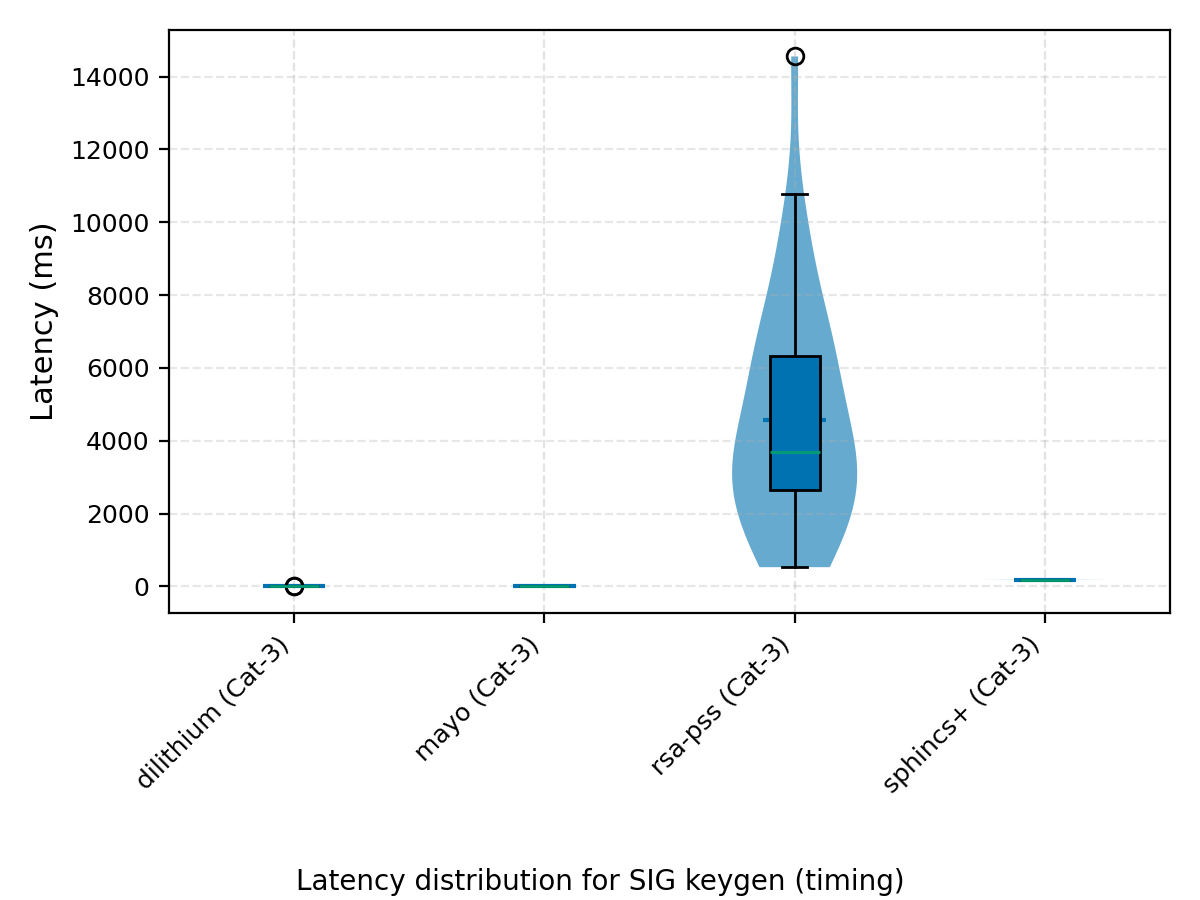 14000
12000
10000
8000
6000
4000
2000
0
Latency (ms)
dilithium (Cat-3)
mayo (Cat-3)
rsa-pss (Cat-3)
sphincs+ (Cat-3)
Latency distribution for SIG keygen (timing)